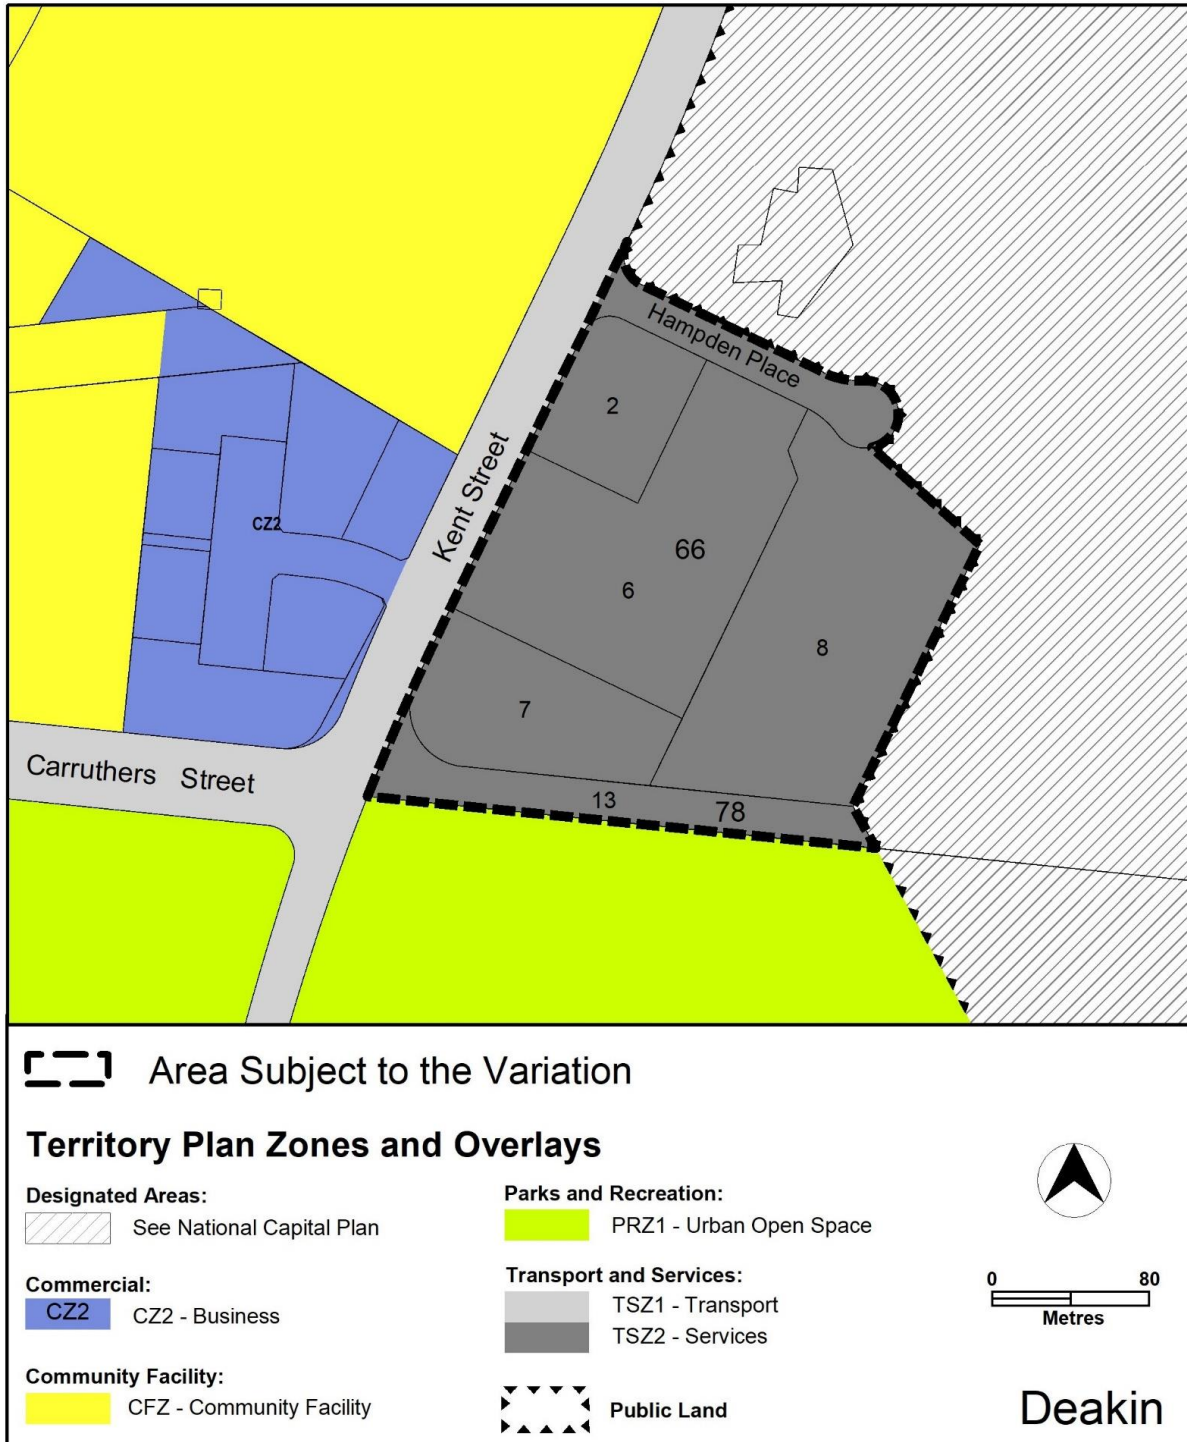 Hampden Place
2
Kent Street
CZ2
66
6
8
7
Carruthers Street
13
78
Area Subject to the Variation
Territory Plan Zones and Overlays
Designated Areas:
See National Capital Plan
Commercial:
CZ2
CZ2 - Business
Community Facility:
CFZ - Community Facility
Parks and Recreation:
PRZ1 - Urban Open Space
Transport and Services:
TSZ1 - Transport
TSZ2 - Services
Public Land
0 80
Metres
Deakin